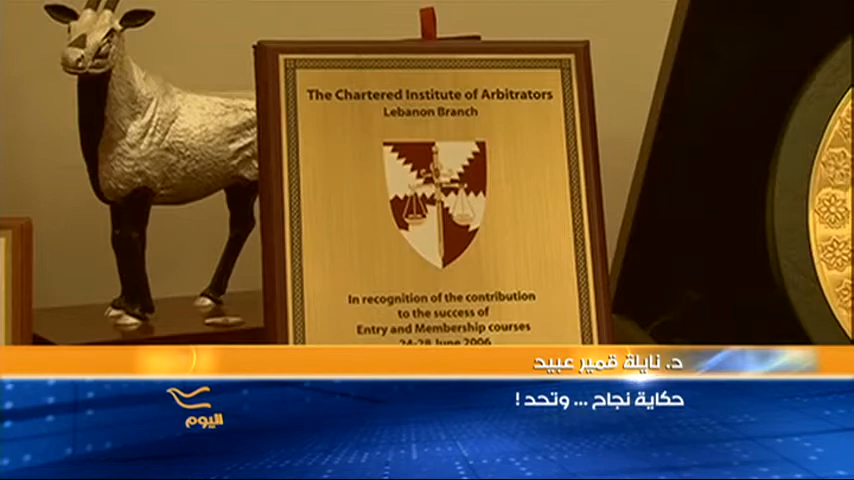 The Chartered Institute of Arbitrators
Lebanon Branch
In recognition of the contribution
to the success of
Entry and Membership courses
24-28 June 2006
د. نايلة قمير عبيد
حكاية نجاح ... وتحد !
اليوم